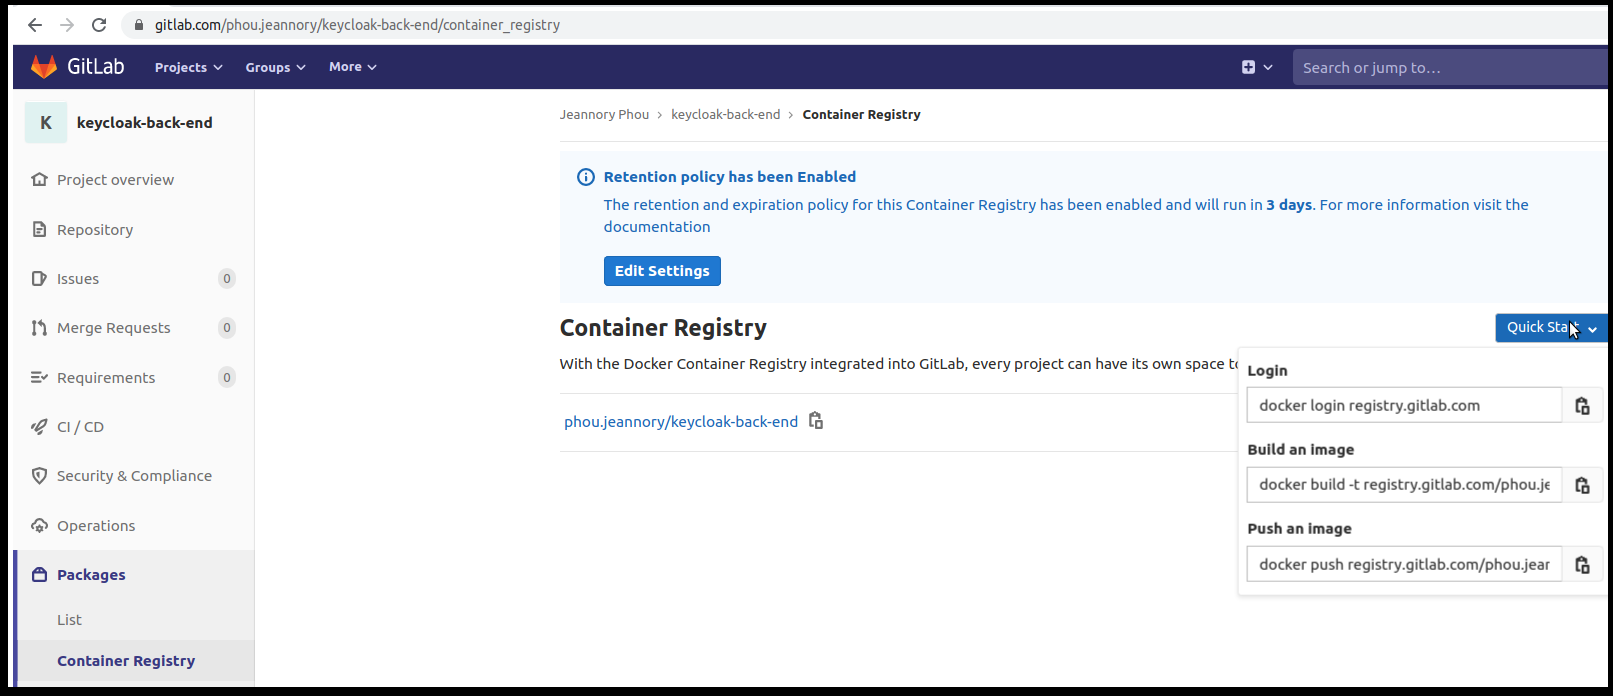 gitlab.com/phou.jeannory/keycloak-back-end/container_registry
GitLab Projects Groups More Search or jump to...
K keycloak-back-end
Project overview
Repository
Issues 0
Merge Requests 0
Requirements 0
CI / CD
Security & Compliance
Operations
Packages
List
Container Registry
Jeannory Phou > keycloak-back-end > Container Registry
Retention policy has been Enabled
The retention and expiration policy for this Container Registry has been enabled and will run in 3 days. For more information visit the
documentation
Edit Settings
Container Registry
Quick Start
With the Docker Container Registry integrated into GitLab, every project can have its own space
phou.jeannory/keycloak-back-end
Login
docker login registry.gitlab.com
Build an image
docker build -t registry.gitlab.com/phou.je
Push an image
docker push registry.gitlab.com/phou.jean